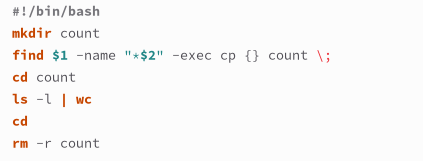 #!/bin/bash
mkdir count
find $1 -name "*$2" -exec cp {} count \;
cd count
ls -l | wc
cd
rm -r count